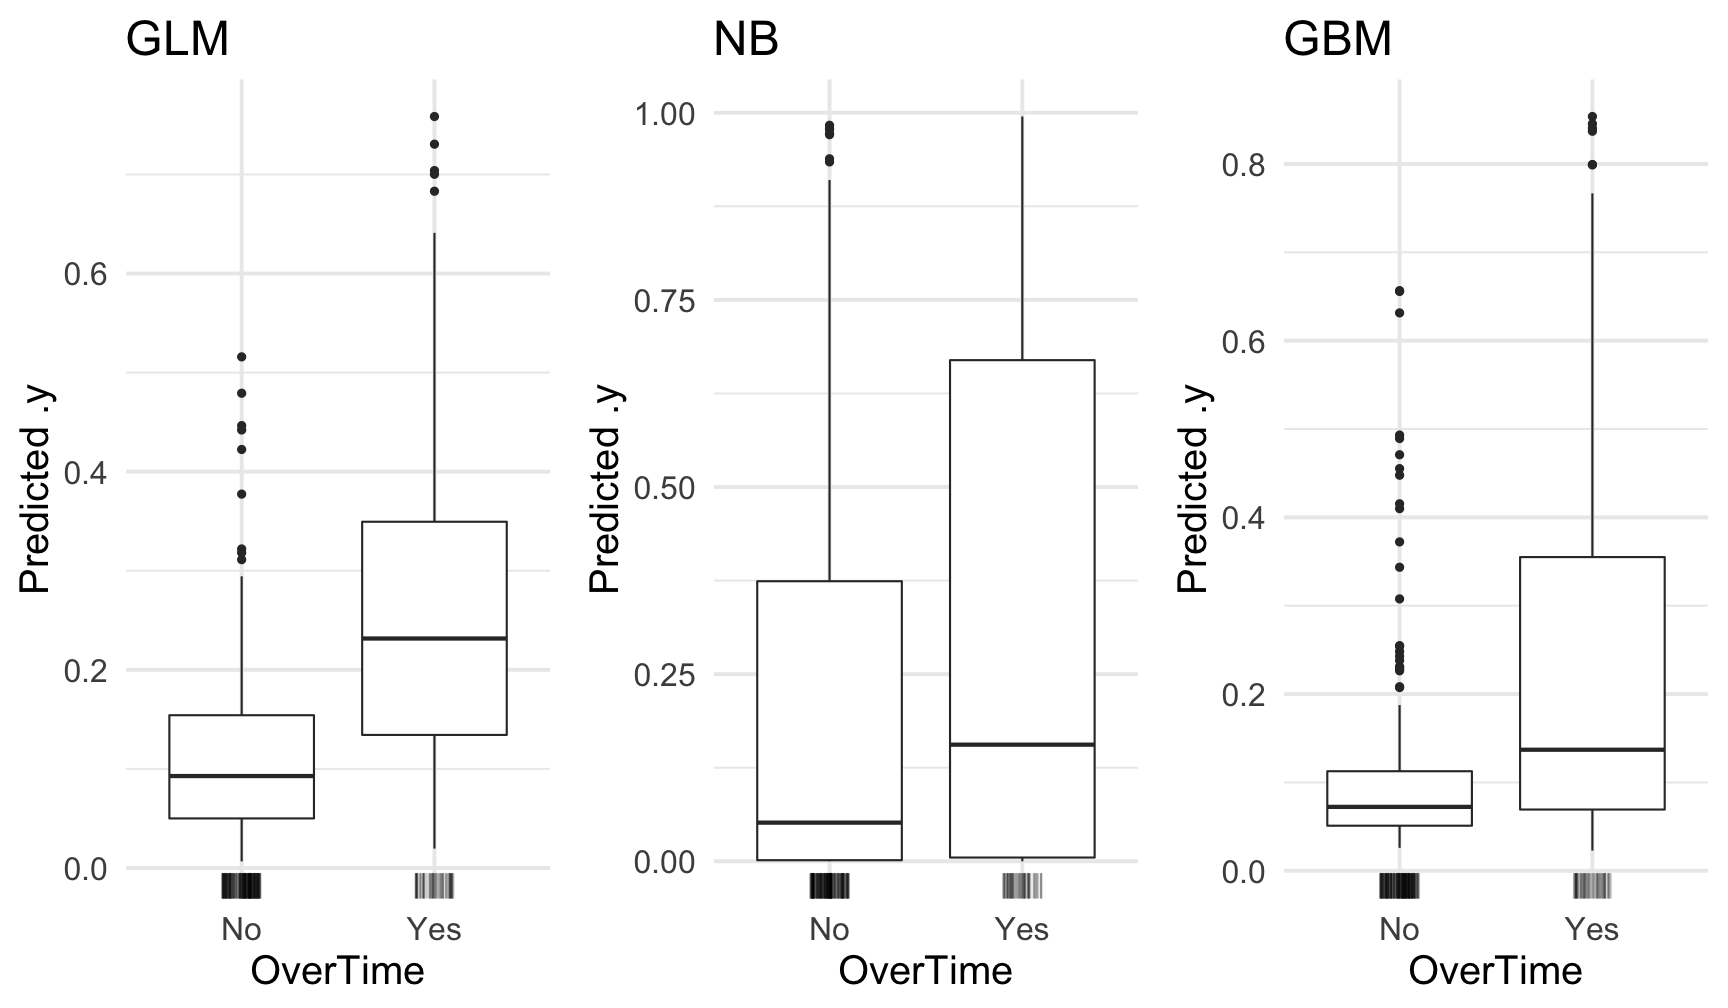 GLM
Predicted .y
0.6
0.4
0.2
0.0
No Yes
OverTime
NB
Predicted .y
1.00
0.75
0.50
0.25
0.00
No Yes
OverTime
GBM
Predicted .y
0.8
0.6
0.4
0.2
0.0
No Yes
OverTime